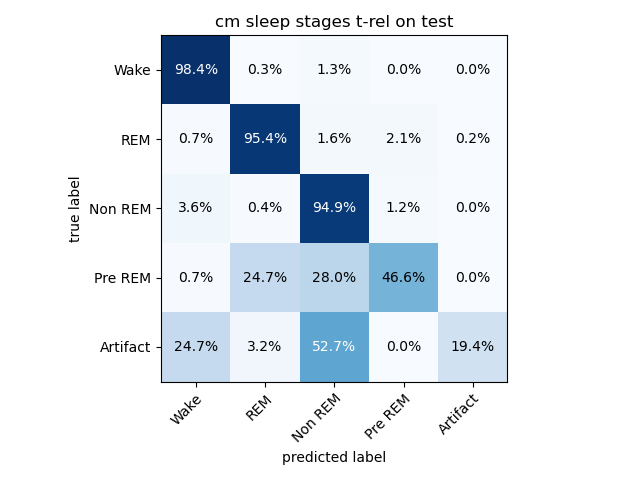 cm sleep stages t-rel on test
Wake 98.4% 0.3% 1.3% 0.0% 0.0%
REM 0.7% 95.4% 1.6% 2.1% 0.2%
Non REM 3.6% 0.4% 94.9% 1.2% 0.0%
Pre REM 0.7% 24.7% 28.0% 46.6% 0.0%
Artifact 24.7% 3.2% 52.7% 0.0% 19.4%
true label
Wake REM Non REM Pre REM Artifact
predicted label